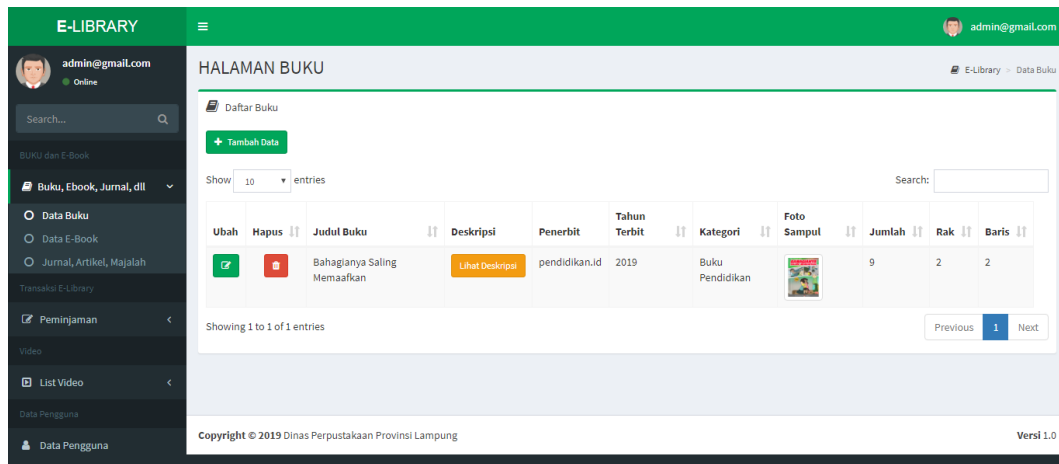 E-LIBRARY
admin@gmail.com
admin@gmail.com
Online
Search...
BUKU dan E-Book
Buku, Ebook, Jurnal, dll
Data Buku
Data E-Book
Jurnal, Artikel, Majalah
Transaksi E-Library
Peminjaman
Video
List Video
Data Pengguna
Data Pengguna
HALAMAN BUKU
E-Library > Data Buku
Daftar Buku
+ Tambah Data
Show 10 entries
Search:
Ubah Hapus Judul Buku Deskripsi Penerbit Tahun Terbit Kategori Foto Sampul Jumlah Rak Baris
Bahagianya Saling Memaafkan Lihat Deskripsi pendidikan.id 2019 Buku Pendidikan 9 2 2
Showing 1 to 1 of 1 entries
Previous 1 Next
Copyright © 2019 Dinas Perpustakaan Provinsi Lampung
Versi 1.0